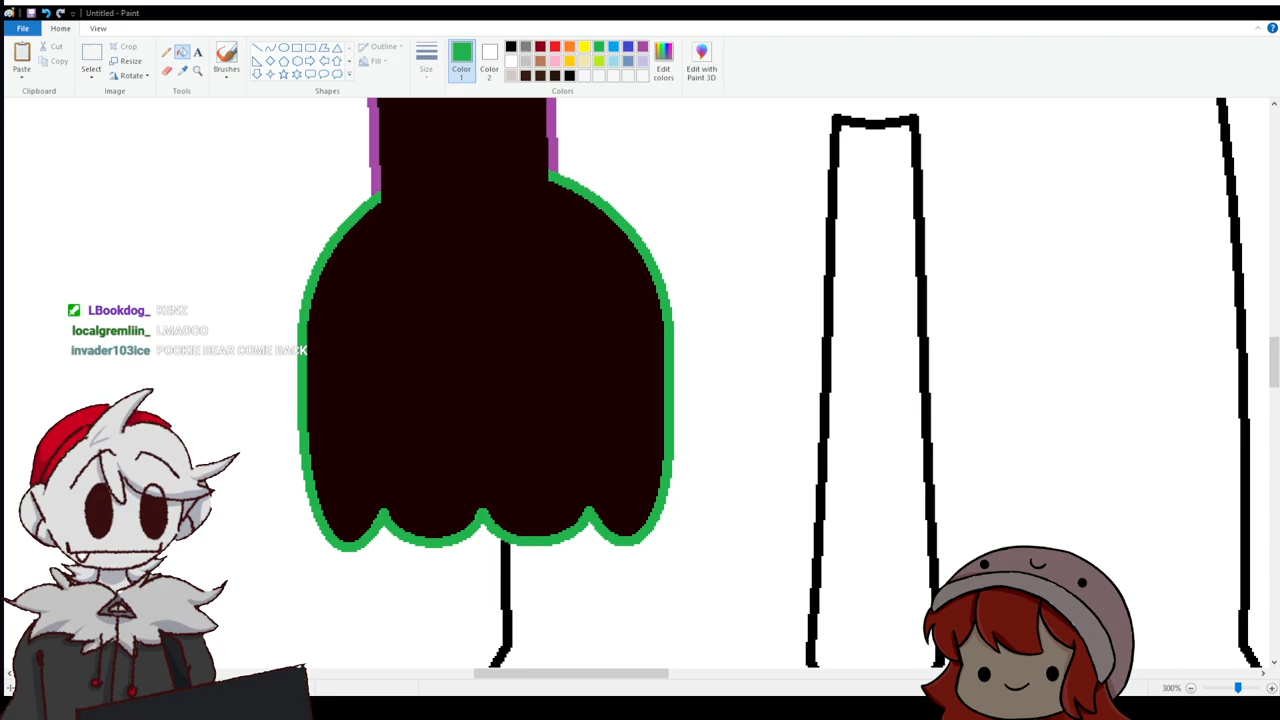 Untitled - Paint
File Home View
Paste
Cut
Copy
Clipboard
Select
Crop
Resize
Rotate
Image
A
Tools
Brushes
Shapes
Outline
Fill
Size
Color 1
Color 2
Colors
Edit colors
Edit with Paint 3D
LBookdog_ KENZ
localgremliin_ LMAOOO
invader103ice POOKIE BEAR COME BACK
300%